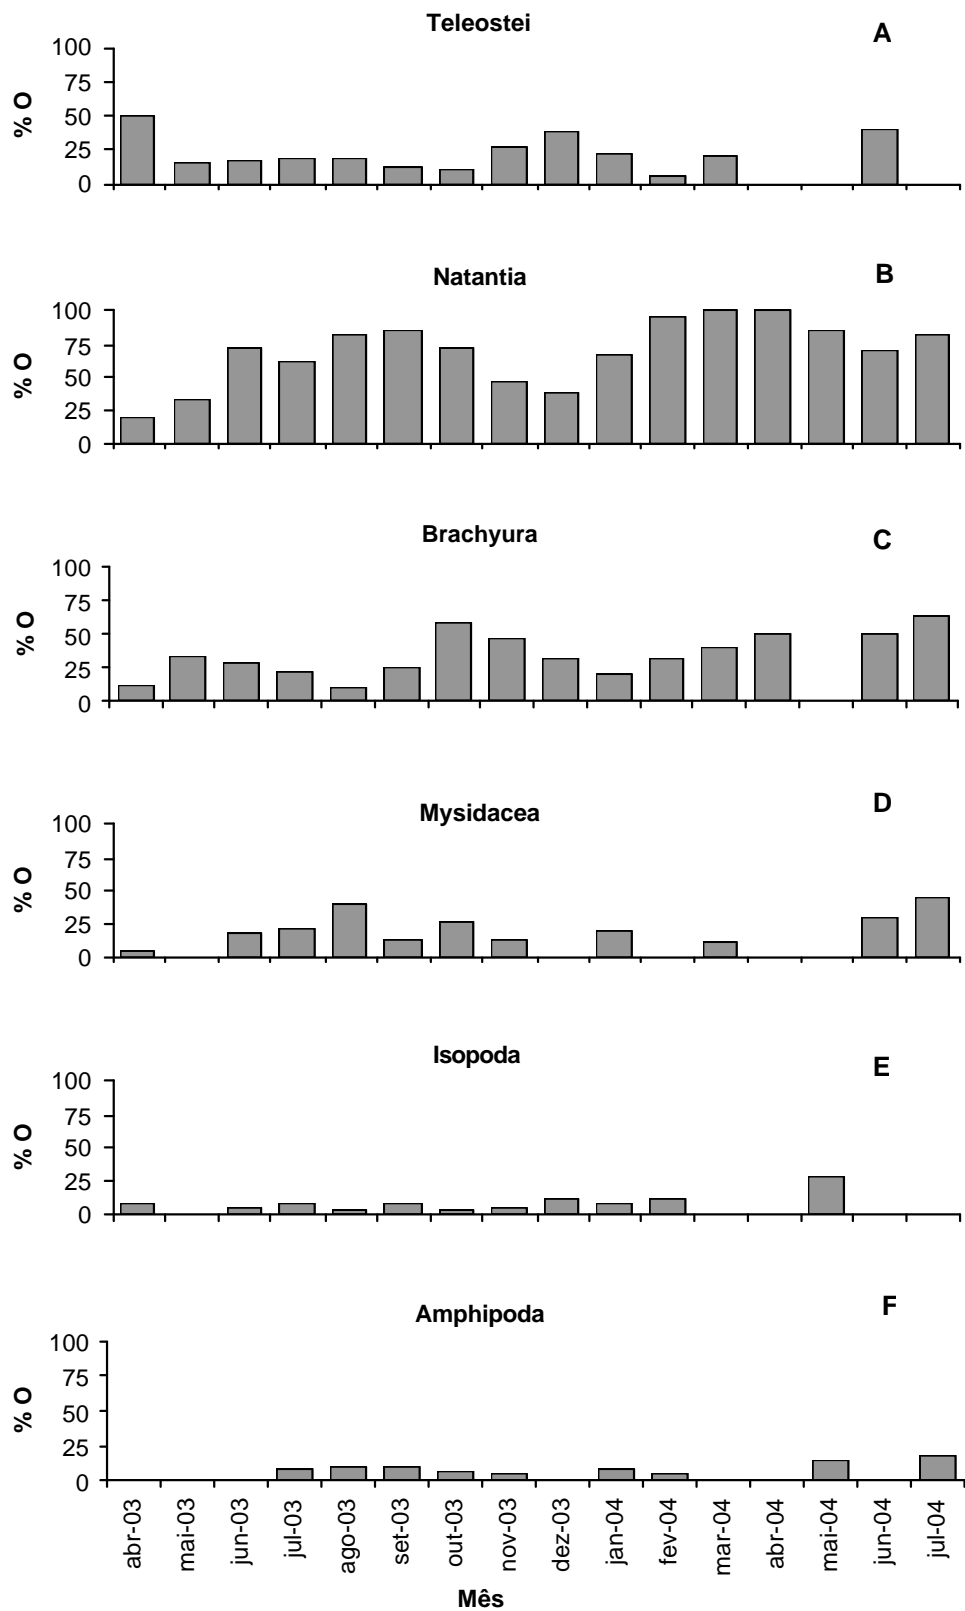 Teleostei
A
100
75
50
25
0
% O
Natantia
B
100
75
50
25
0
% O
Brachyura
C
100
75
50
25
0
% O
Mysidacea
D
100
75
50
25
0
% O
Isopoda
E
100
75
50
25
0
% O
Amphipoda
F
100
75
50
25
0
% O
abr-03
mai-03
jun-03
jul-03
ago-03
set-03
out-03
nov-03
dez-03
jan-04
fev-04
mar-04
abr-04
mai-04
jun-04
jul-04
Mês